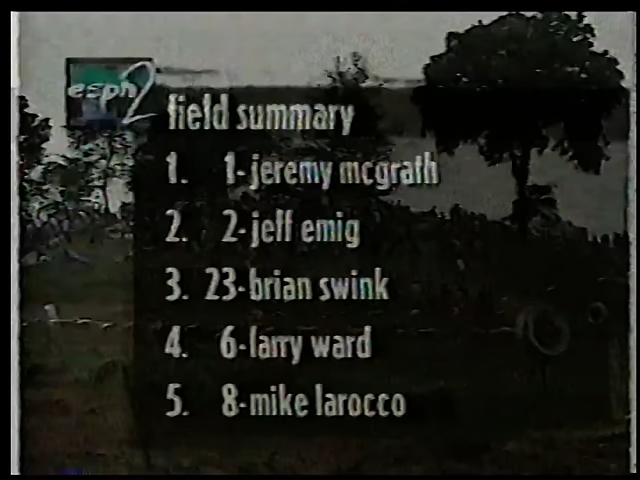 espn2
field summary
1. 1-jeremy mcgrath
2. 2-jeff emig
3. 23-brian swink
4. 6-larry ward
5. 8-mike larocco